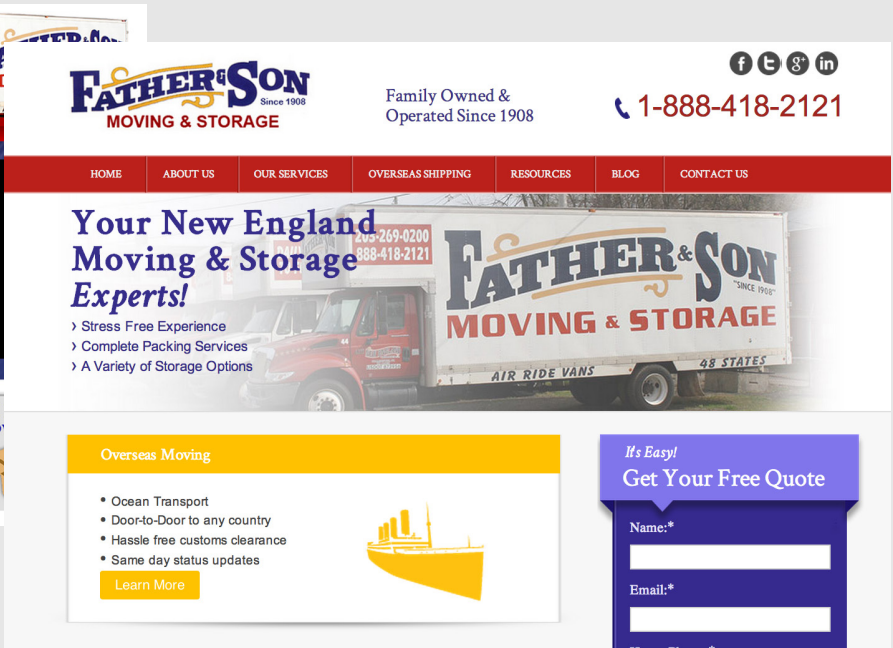 FATHER & SON
Since 1908
MOVING & STORAGE
Family Owned &
Operated Since 1908
f t g+ in
1-888-418-2121
HOME ABOUT US OUR SERVICES OVERSEAS SHIPPING RESOURCES BLOG CONTACT US
Your New England
Moving & Storage
Experts!
› Stress Free Experience
› Complete Packing Services
› A Variety of Storage Options
203-269-0200
888-418-2121
FATHER & SON
"SINCE 1908"
MOVING & STORAGE
AIR RIDE VANS
48 STATES
44
Overseas Moving
• Ocean Transport
• Door-to-Door to any country
• Hassle free customs clearance
• Same day status updates
Learn More
It's Easy!
Get Your Free Quote
Name:*
Email:*